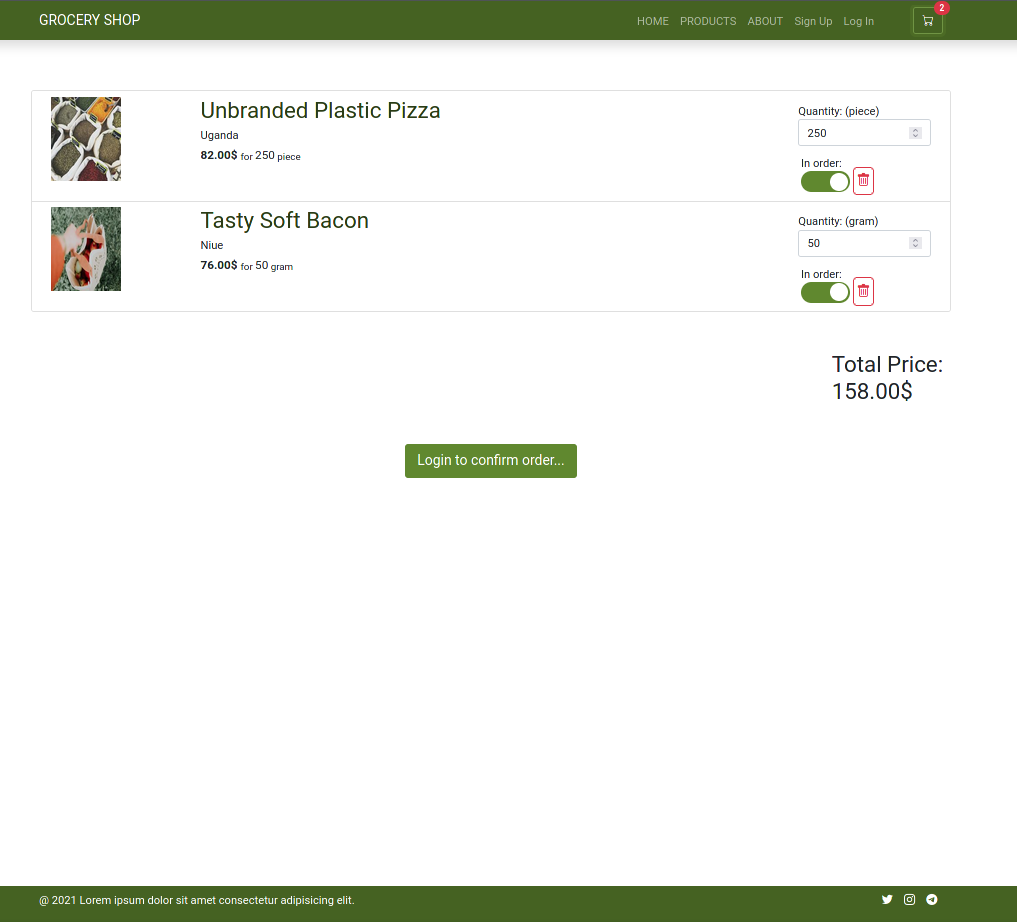 GROCERY SHOP
HOME PRODUCTS ABOUT Sign Up Log In 2
Unbranded Plastic Pizza
Uganda
82.00$ for 250 piece
Quantity: (piece)
250
In order:
Tasty Soft Bacon
Niue
76.00$ for 50 gram
Quantity: (gram)
50
In order:
Total Price:
158.00$
Login to confirm order...
@ 2021 Lorem ipsum dolor sit amet consectetur adipisicing elit.